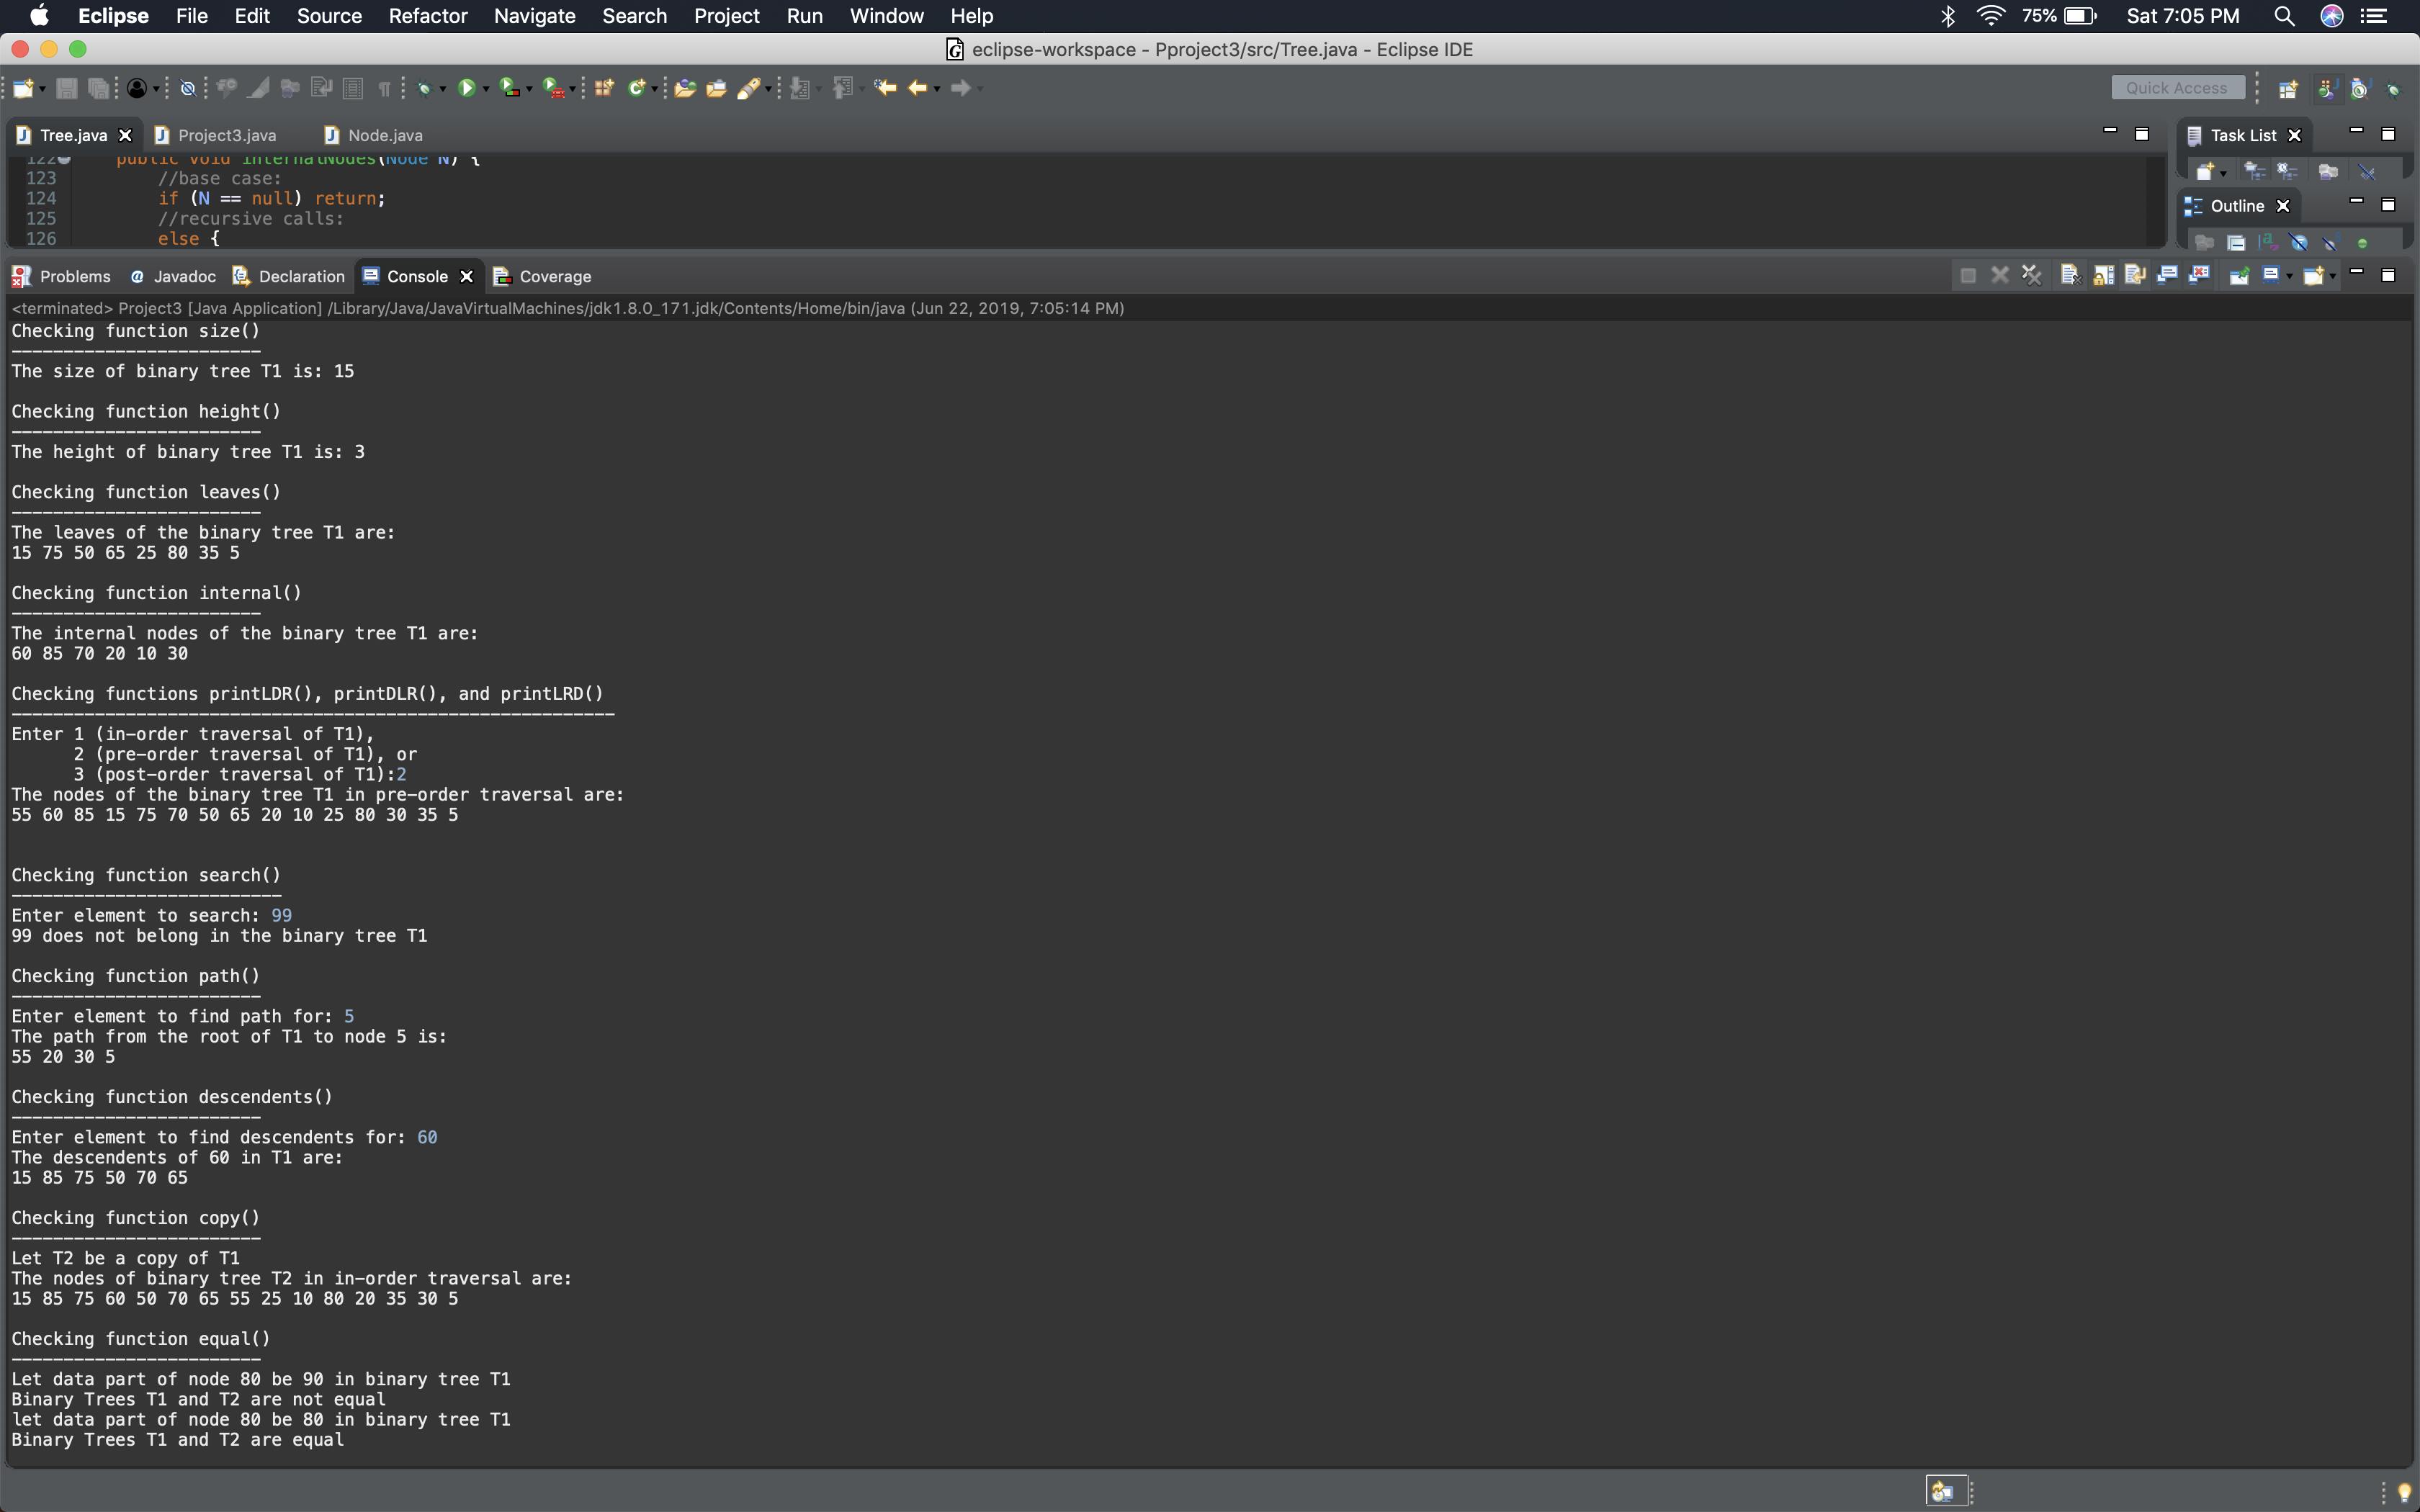 Eclipse File Edit Source Refactor Navigate Search Project Run Window Help 75% Sat 7:05 PM
eclipse-workspace - Pproject3/src/Tree.java - Eclipse IDE
Quick Access
Tree.java Project3.java Node.java Task List
122 public void internalNodes(Node N) {
123 //base case:
124 if (N == null) return;
125 //recursive calls:
126 else {
Outline
Problems @ Javadoc Declaration Console Coverage
<terminated> Project3 [Java Application] /Library/Java/JavaVirtualMachines/jdk1.8.0_171.jdk/Contents/Home/bin/java (Jun 22, 2019, 7:05:14 PM)
Checking function size()
------------------------
The size of binary tree T1 is: 15
Checking function height()
------------------------
The height of binary tree T1 is: 3
Checking function leaves()
------------------------
The leaves of the binary tree T1 are:
15 75 50 65 25 80 35 5
Checking function internal()
------------------------
The internal nodes of the binary tree T1 are:
60 85 70 20 10 30
Checking functions printLDR(), printDLR(), and printLRD()
----------------------------------------------------------
Enter 1 (in-order traversal of T1),
2 (pre-order traversal of T1), or
3 (post-order traversal of T1):2
The nodes of the binary tree T1 in pre-order traversal are:
55 60 85 15 75 70 50 65 20 10 25 80 30 35 5
Checking function search()
--------------------------
Enter element to search: 99
99 does not belong in the binary tree T1
Checking function path()
------------------------
Enter element to find path for: 5
The path from the root of T1 to node 5 is:
55 20 30 5
Checking function descendents()
------------------------
Enter element to find descendents for: 60
The descendents of 60 in T1 are:
15 85 75 50 70 65
Checking function copy()
------------------------
Let T2 be a copy of T1
The nodes of binary tree T2 in in-order traversal are:
15 85 75 60 50 70 65 55 25 10 80 20 35 30 5
Checking function equal()
------------------------
Let data part of node 80 be 90 in binary tree T1
Binary Trees T1 and T2 are not equal
let data part of node 80 be 80 in binary tree T1
Binary Trees T1 and T2 are equal